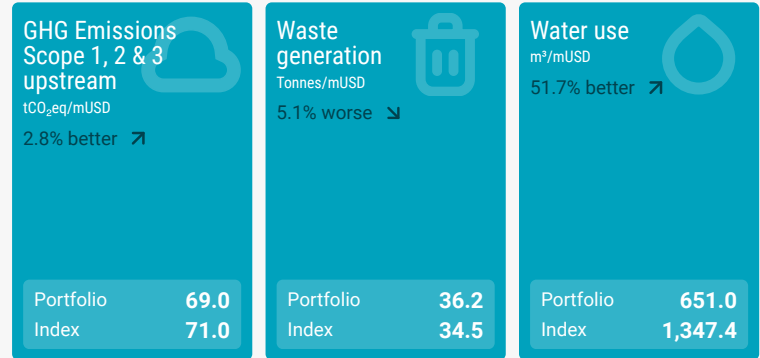 GHG Emissions
Scope 1, 2 & 3
upstream
tCO₂eq/mUSD
2.8% better
Portfolio 69.0
Index 71.0
Waste
generation
Tonnes/mUSD
5.1% worse
Portfolio 36.2
Index 34.5
Water use
m³/mUSD
51.7% better
Portfolio 651.0
Index 1,347.4